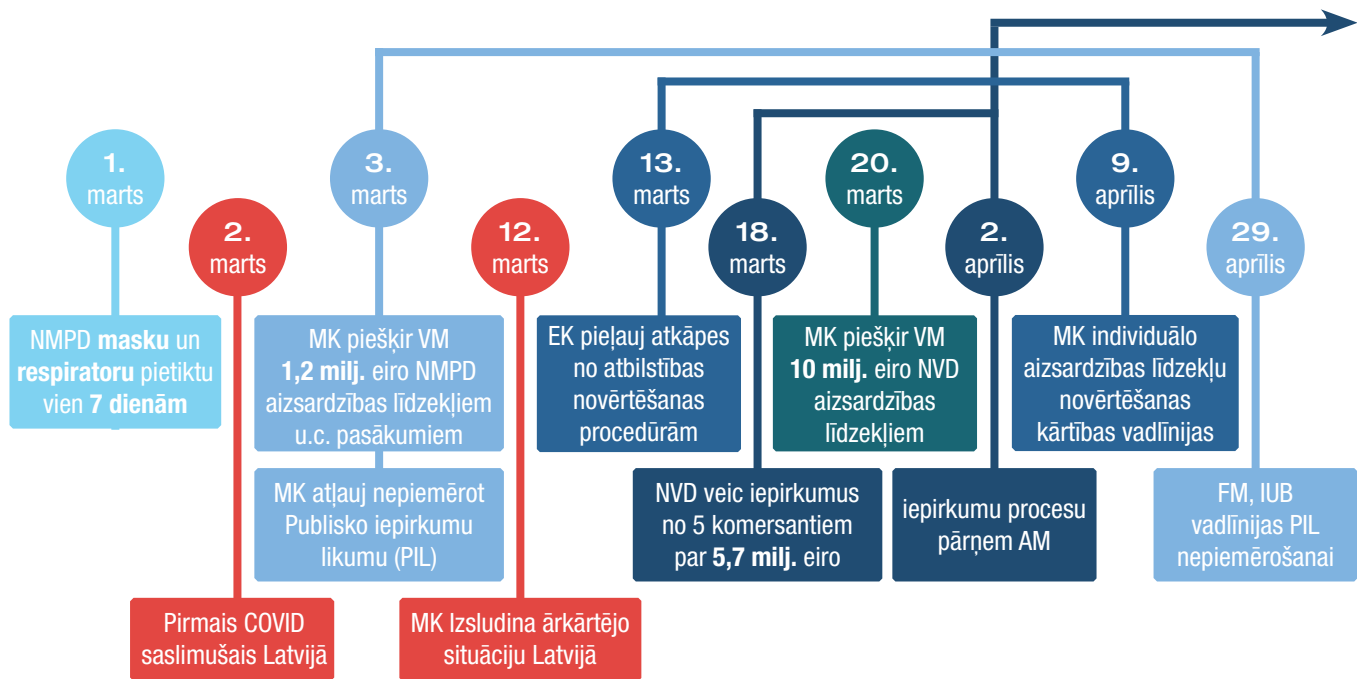 1.
marts
NMPD masku un
respiratoru pietiktu
vien 7 dienām
2.
marts
Pirmais COVID
saslimušais Latvijā
3.
marts
MK piešķir VM
1,2 milj. eiro NMPD
aizsardzības līdzekļiem
u.c. pasākumiem
MK atļauj nepiemērot
Publisko iepirkumu
likumu (PIL)
12.
marts
MK Izsludina ārkārtējo
situāciju Latvijā
13.
marts
EK pieļauj atkāpes
no atbilstības
novērtēšanas
procedūrām
18.
marts
NVD veic iepirkumus
no 5 komersantiem
par 5,7 milj. eiro
20.
marts
MK piešķir VM
10 milj. eiro NVD
aizsardzības
līdzekļiem
2.
aprīlis
iepirkumu procesu
pārņem AM
9.
aprīlis
MK individuālo
aizsardzības līdzekļu
novērtēšanas
kārtības vadlīnijas
29.
aprīlis
FM, IUB
vadlīnijas PIL
nepiemērošanai